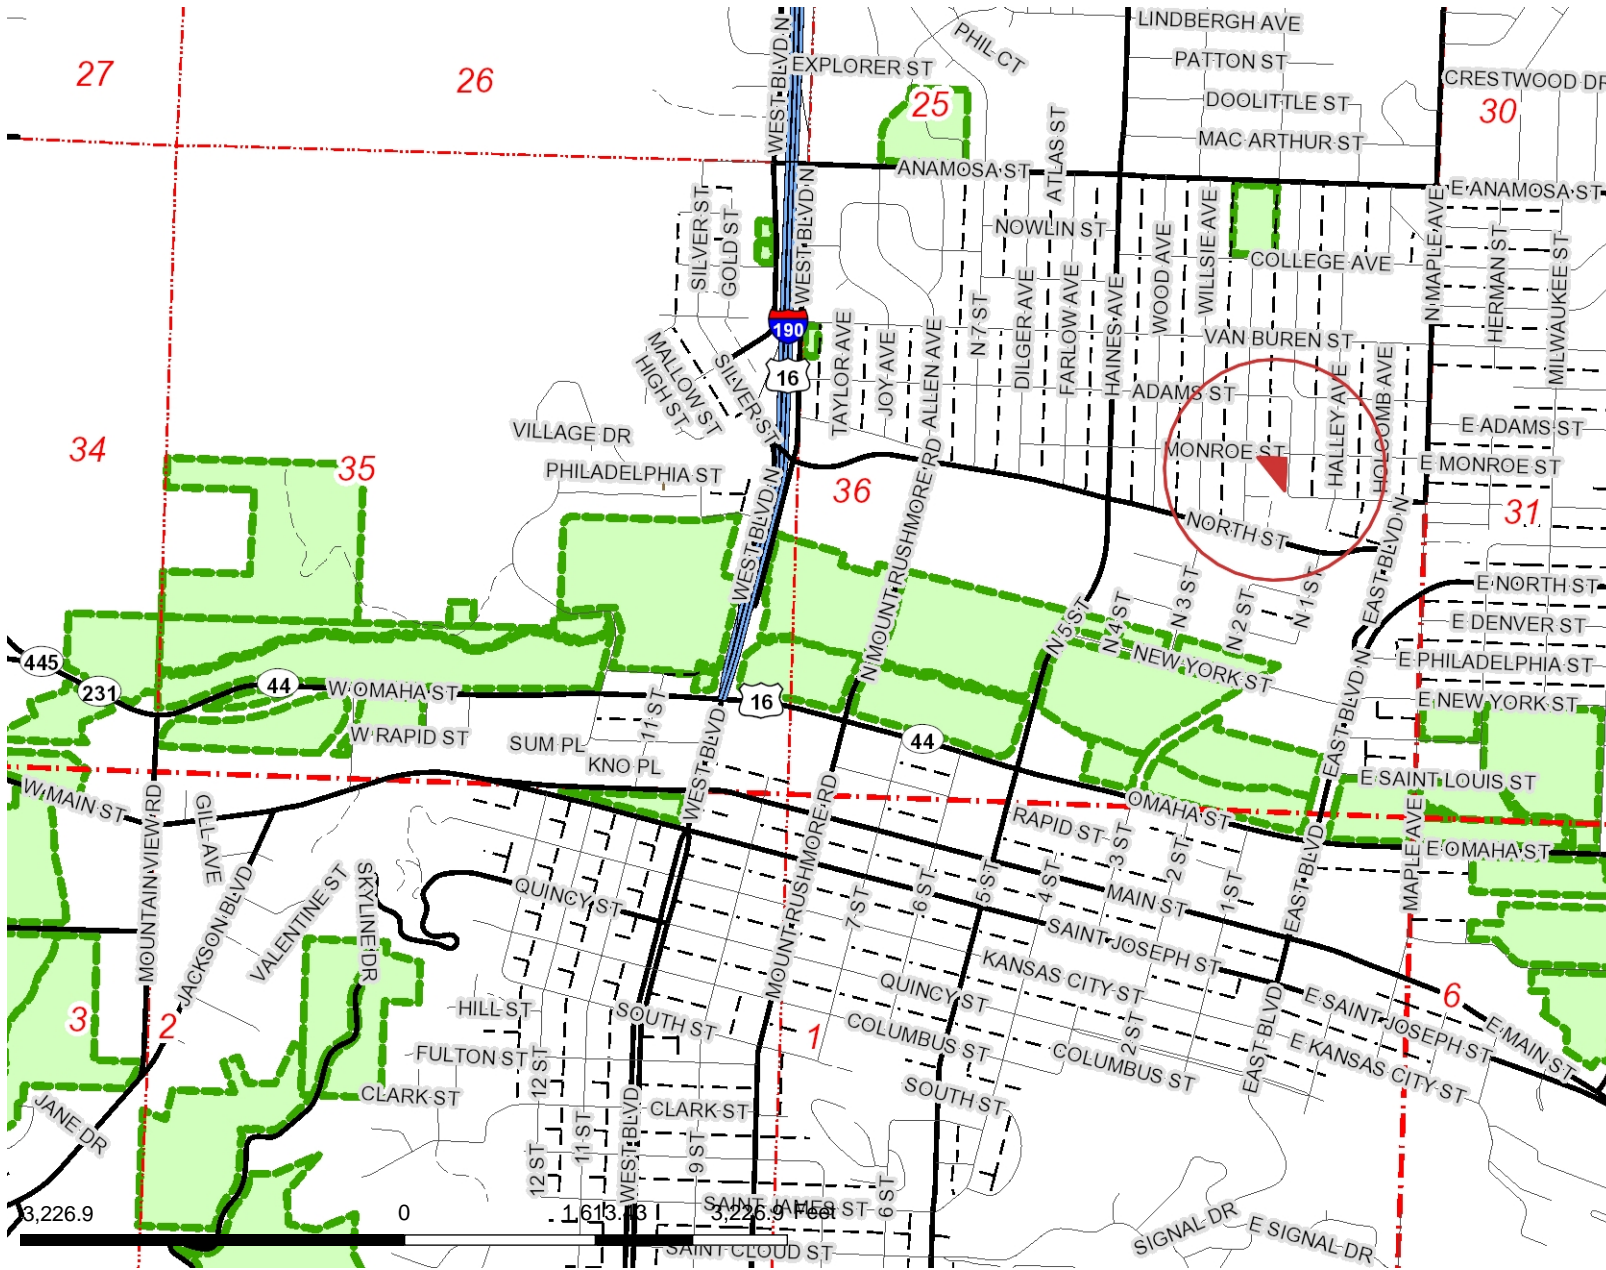 LINDBERGH AVE
PHIL CT
PATTON ST
EXPLORER ST
27
26
25
CRESTWOOD DR
DOOLITTLE ST
30
WEST BLVD N
MAC ARTHUR ST
ANAMOSA ST
ATLAS ST
E ANAMOSA ST
SILVER ST
GOLD ST
WEST BLVD N
NOWLIN ST
WOOD AVE
WILLSIE AVE
COLLEGE AVE
N MAPLE AVE
HERMAN ST
MILWAUKEE ST
190
16
MALLOW ST
HIGH ST
SILVER ST
TAYLOR AVE
JOY AVE
ALLEN AVE
N 7 ST
DILGER AVE
FARLOW AVE
HAINES AVE
VAN BUREN ST
ADAMS ST
HALLEY AVE
HOLCOMB AVE
E ADAMS ST
VILLAGE DR
MONROE ST
E MONROE ST
34
35
PHILADELPHIA ST
36
31
WEST BLVD N
N MOUNT RUSHMORE RD
NORTH ST
EAST BLVD N
E NORTH ST
N 5 ST
N 4 ST
N 3 ST
N 2 ST
N 1 ST
E DENVER ST
NEW YORK ST
E PHILADELPHIA ST
445
231
44
W OMAHA ST
16
E NEW YORK ST
11 ST
W RAPID ST
SUM PL
KNO PL
WEST BLVD
44
EAST BLVD N
E SAINT LOUIS ST
W MAIN ST
MOUNTAIN VIEW RD
GILL AVE
JACKSON BLVD
VALENTINE ST
SKYLINE DR
QUINCY ST
MOUNT RUSHMORE RD
OMAHA ST
RAPID ST
E OMAHA ST
7 ST
6 ST
5 ST
4 ST
3 ST
2 ST
1 ST
MAIN ST
EAST BLVD
MAPLE AVE
SAINT JOSEPH ST
KANSAS CITY ST
QUINCY ST
3
2
HILL ST
SOUTH ST
1
COLUMBUS ST
2 ST
COLUMBUS ST
EAST BLVD
E SAINT JOSEPH ST
6
E MAIN ST
E KANSAS CITY ST
FULTON ST
12 ST
CLARK ST
CLARK ST
SOUTH ST
JANE DR
12 ST
11 ST
WEST BLVD
9 ST
6 ST
SAINT JAMES ST
SAINT CLOUD ST
SIGNAL DR
E SIGNAL DR
3,226.9 0 1,613.43 3,226.9 Feet